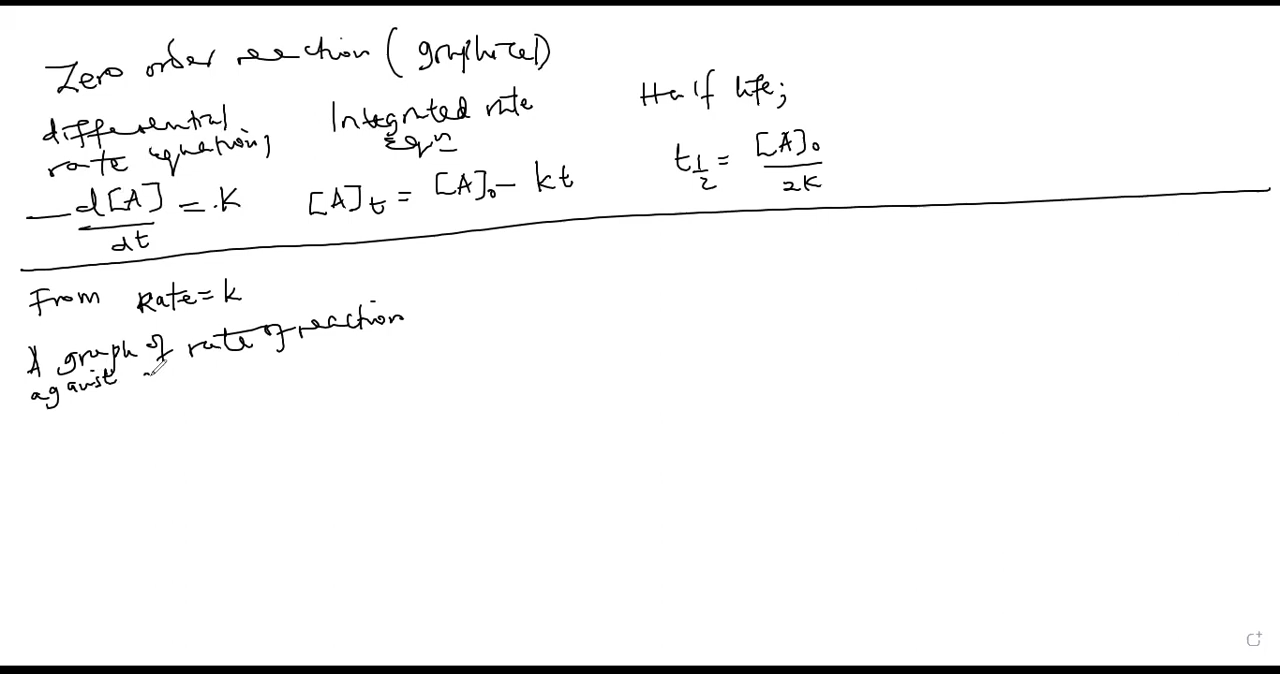 Zero order reaction (graphical)
differential
rate equation;
-d[A]/dt = K
Integrated rate
Eqn
[A]t = [A]₀ - kt
Half life;
t½ = [A]₀/2K
From Rate = k
A graph of rate of reaction
against